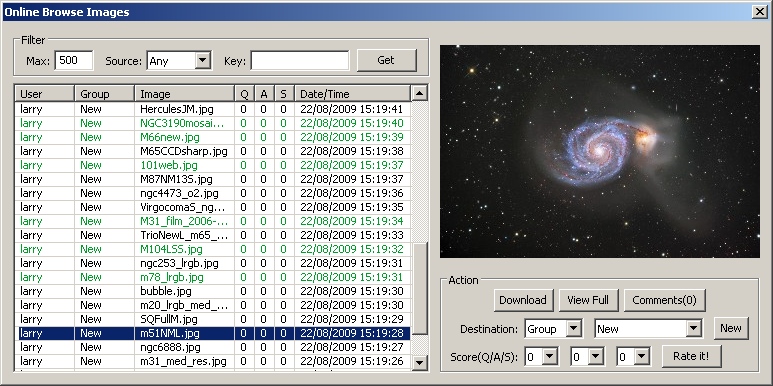 Online Browse Images
Filter
Max: 500 Source: Any Key: Get
User Group Image Q A S Date/Time
larry New HerculesJM.jpg 0 0 0 22/08/2009 15:19:41
larry New NGC3190mosai... 0 0 0 22/08/2009 15:19:40
larry New M66new.jpg 0 0 0 22/08/2009 15:19:39
larry New M65CCDsharp.jpg 0 0 0 22/08/2009 15:19:38
larry New 101web.jpg 0 0 0 22/08/2009 15:19:37
larry New M87NM13S.jpg 0 0 0 22/08/2009 15:19:37
larry New ngc4473_o2.jpg 0 0 0 22/08/2009 15:19:36
larry New VirgocomaS_ng... 0 0 0 22/08/2009 15:19:35
larry New M31_film_2006-... 0 0 0 22/08/2009 15:19:34
larry New TrioNewL_m65_... 0 0 0 22/08/2009 15:19:33
larry New M104LSS.jpg 0 0 0 22/08/2009 15:19:32
larry New ngc253_lrgb.jpg 0 0 0 22/08/2009 15:19:31
larry New m78_lrgb.jpg 0 0 0 22/08/2009 15:19:31
larry New bubble.jpg 0 0 0 22/08/2009 15:19:30
larry New m20_lrgb_med_... 0 0 0 22/08/2009 15:19:30
larry New SQFullM.jpg 0 0 0 22/08/2009 15:19:29
larry New m51NML.jpg 0 0 0 22/08/2009 15:19:28
larry New ngc6888.jpg 0 0 0 22/08/2009 15:19:27
larry New m31_med_res.jpg 0 0 0 22/08/2009 15:19:26
Action
Download View Full Comments(0)
Destination: Group New New
Score(Q/A/S): 0 0 0 Rate it!